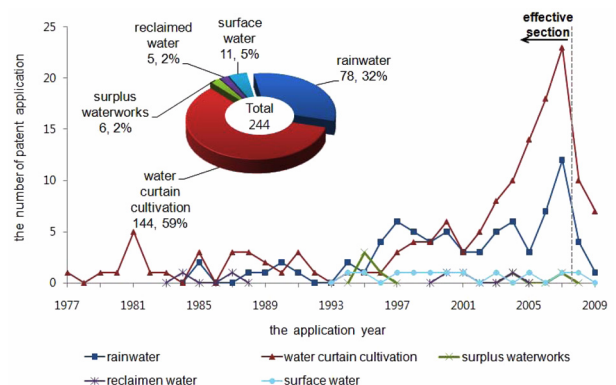 effective
section
reclaimed
water
5, 2%
surface
water
11, 5%
rainwater
78, 32%
surplus
waterworks
6, 2%
Total
244
water
curtain
cultivation
144, 59%
the number of patent application
25
20
15
10
5
0
1977 1981 1985 1989 1993 1997 2001 2005 2009
the application year
rainwater water curtain cultivation surplus waterworks
reclaimen water surface water